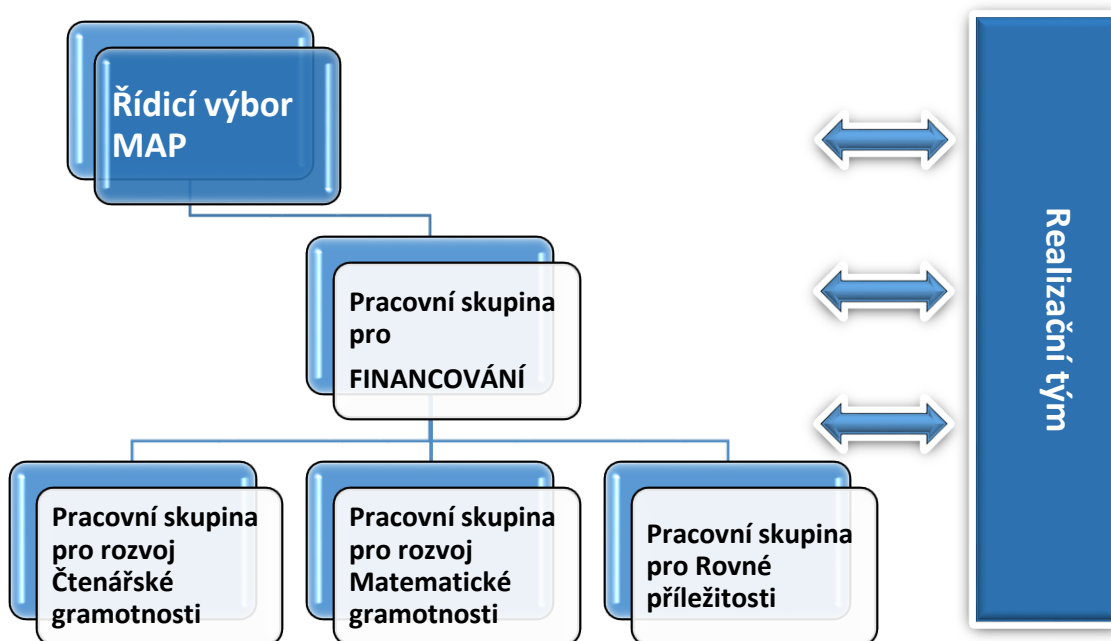 Řídicí výbor
MAP
Pracovní skupina
pro
FINANCOVÁNÍ
Pracovní skupina
pro rozvoj
Čtenářské
gramotnosti
Pracovní skupina
pro rozvoj
Matematické
gramotnosti
Pracovní skupina
pro Rovné
příležitosti
Realizační tým